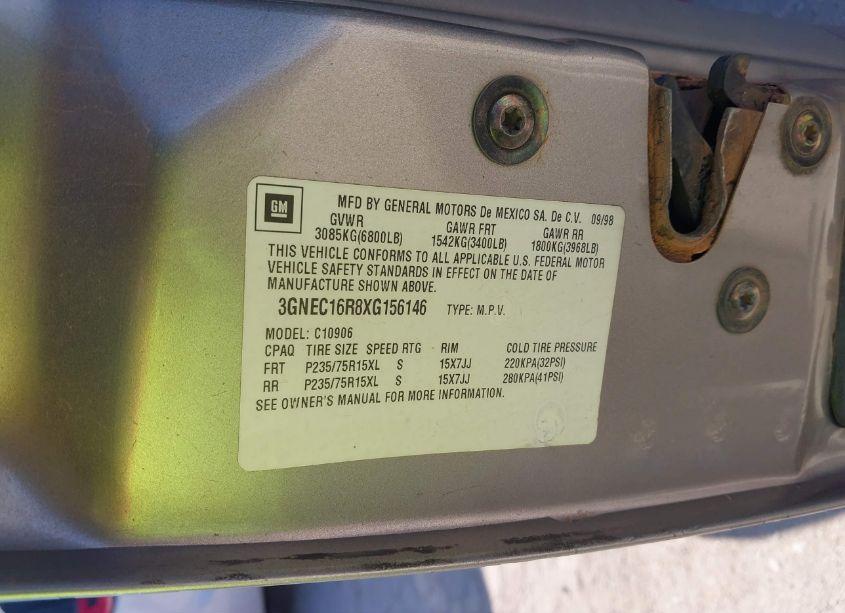 GM
MFD BY GENERAL MOTORS De MEXICO SA. De C.V. 09/98
GVWR GAWR FRT GAWR RR
3085KG(6800LB) 1542KG(3400LB) 1800KG(3968LB)
THIS VEHICLE CONFORMS TO ALL APPLICABLE U.S. FEDERAL MOTOR
VEHICLE SAFETY STANDARDS IN EFFECT ON THE DATE OF
MANUFACTURE SHOWN ABOVE.
3GNEC16R8XG156146 TYPE: M.P.V.
MODEL: C10906
CPAQ TIRE SIZE SPEED RTG RIM COLD TIRE PRESSURE
FRT P235/75R15XL S 15X7JJ 220KPA(32PSI)
RR P235/75R15XL S 15X7JJ 280KPA(41PSI)
SEE OWNER'S MANUAL FOR MORE INFORMATION.